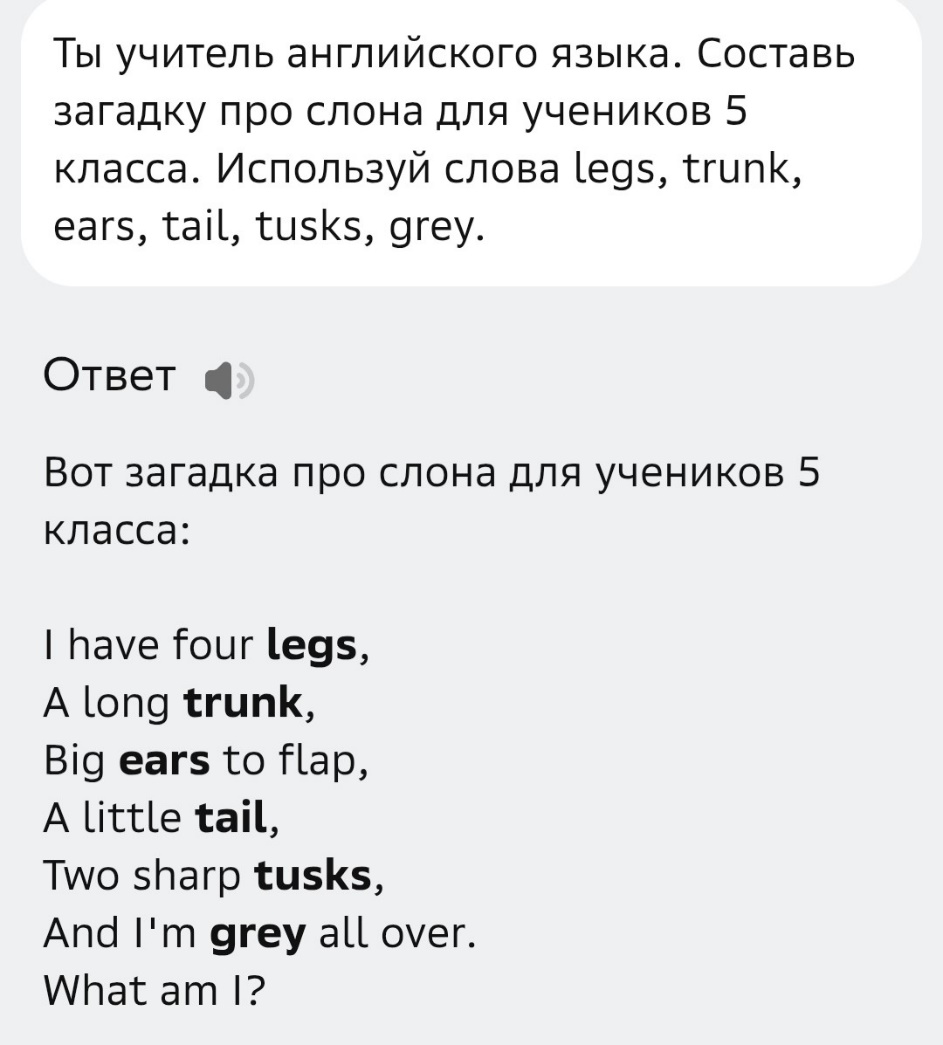 Ты учитель английского языка. Составь
загадку про слона для учеников 5
класса. Используй слова legs, trunk,
ears, tail, tusks, grey.
Ответ
Вот загадка про слона для учеников 5
класса:
I have four legs,
A long trunk,
Big ears to flap,
A little tail,
Two sharp tusks,
And I'm grey all over.
What am I?